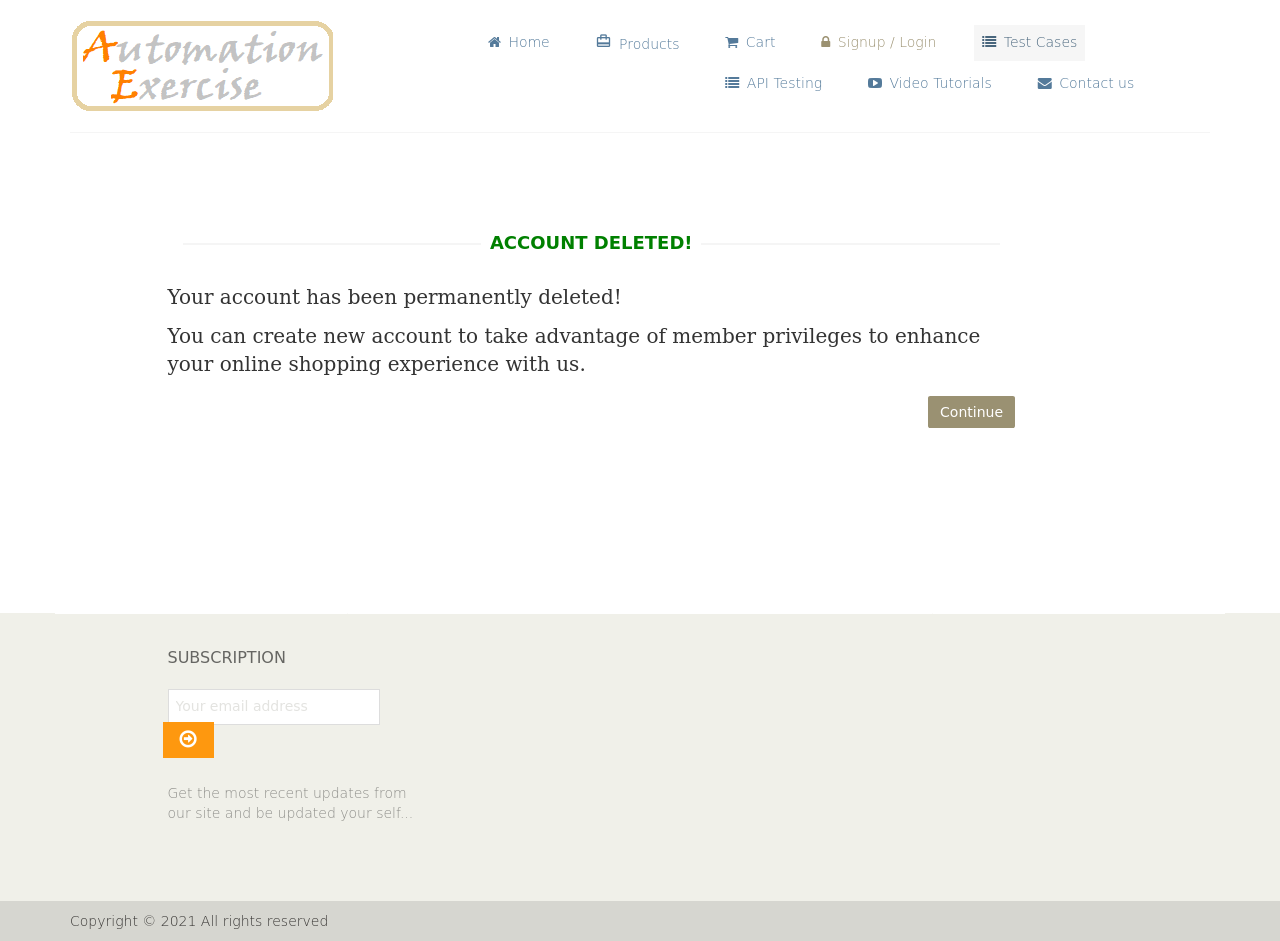 Automation
Exercise
Home
Products
Cart
Signup / Login
Test Cases
API Testing
Video Tutorials
Contact us
ACCOUNT DELETED!
Your account has been permanently deleted!
You can create new account to take advantage of member privileges to enhance
your online shopping experience with us.
Continue
SUBSCRIPTION
Your email address
Get the most recent updates from
our site and be updated your self...
Copyright © 2021 All rights reserved